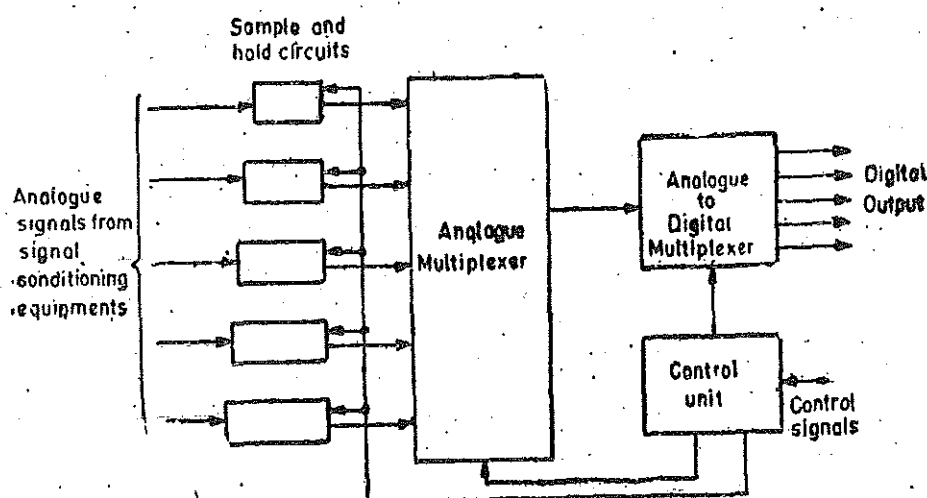 Sample and
hold circuits
Analogue
signals from
signal
conditioning
equipments
Analogue
Multiplexer
Analogue
to
Digital
Multiplexer
Digital
Output
Control
unit
Control
signals